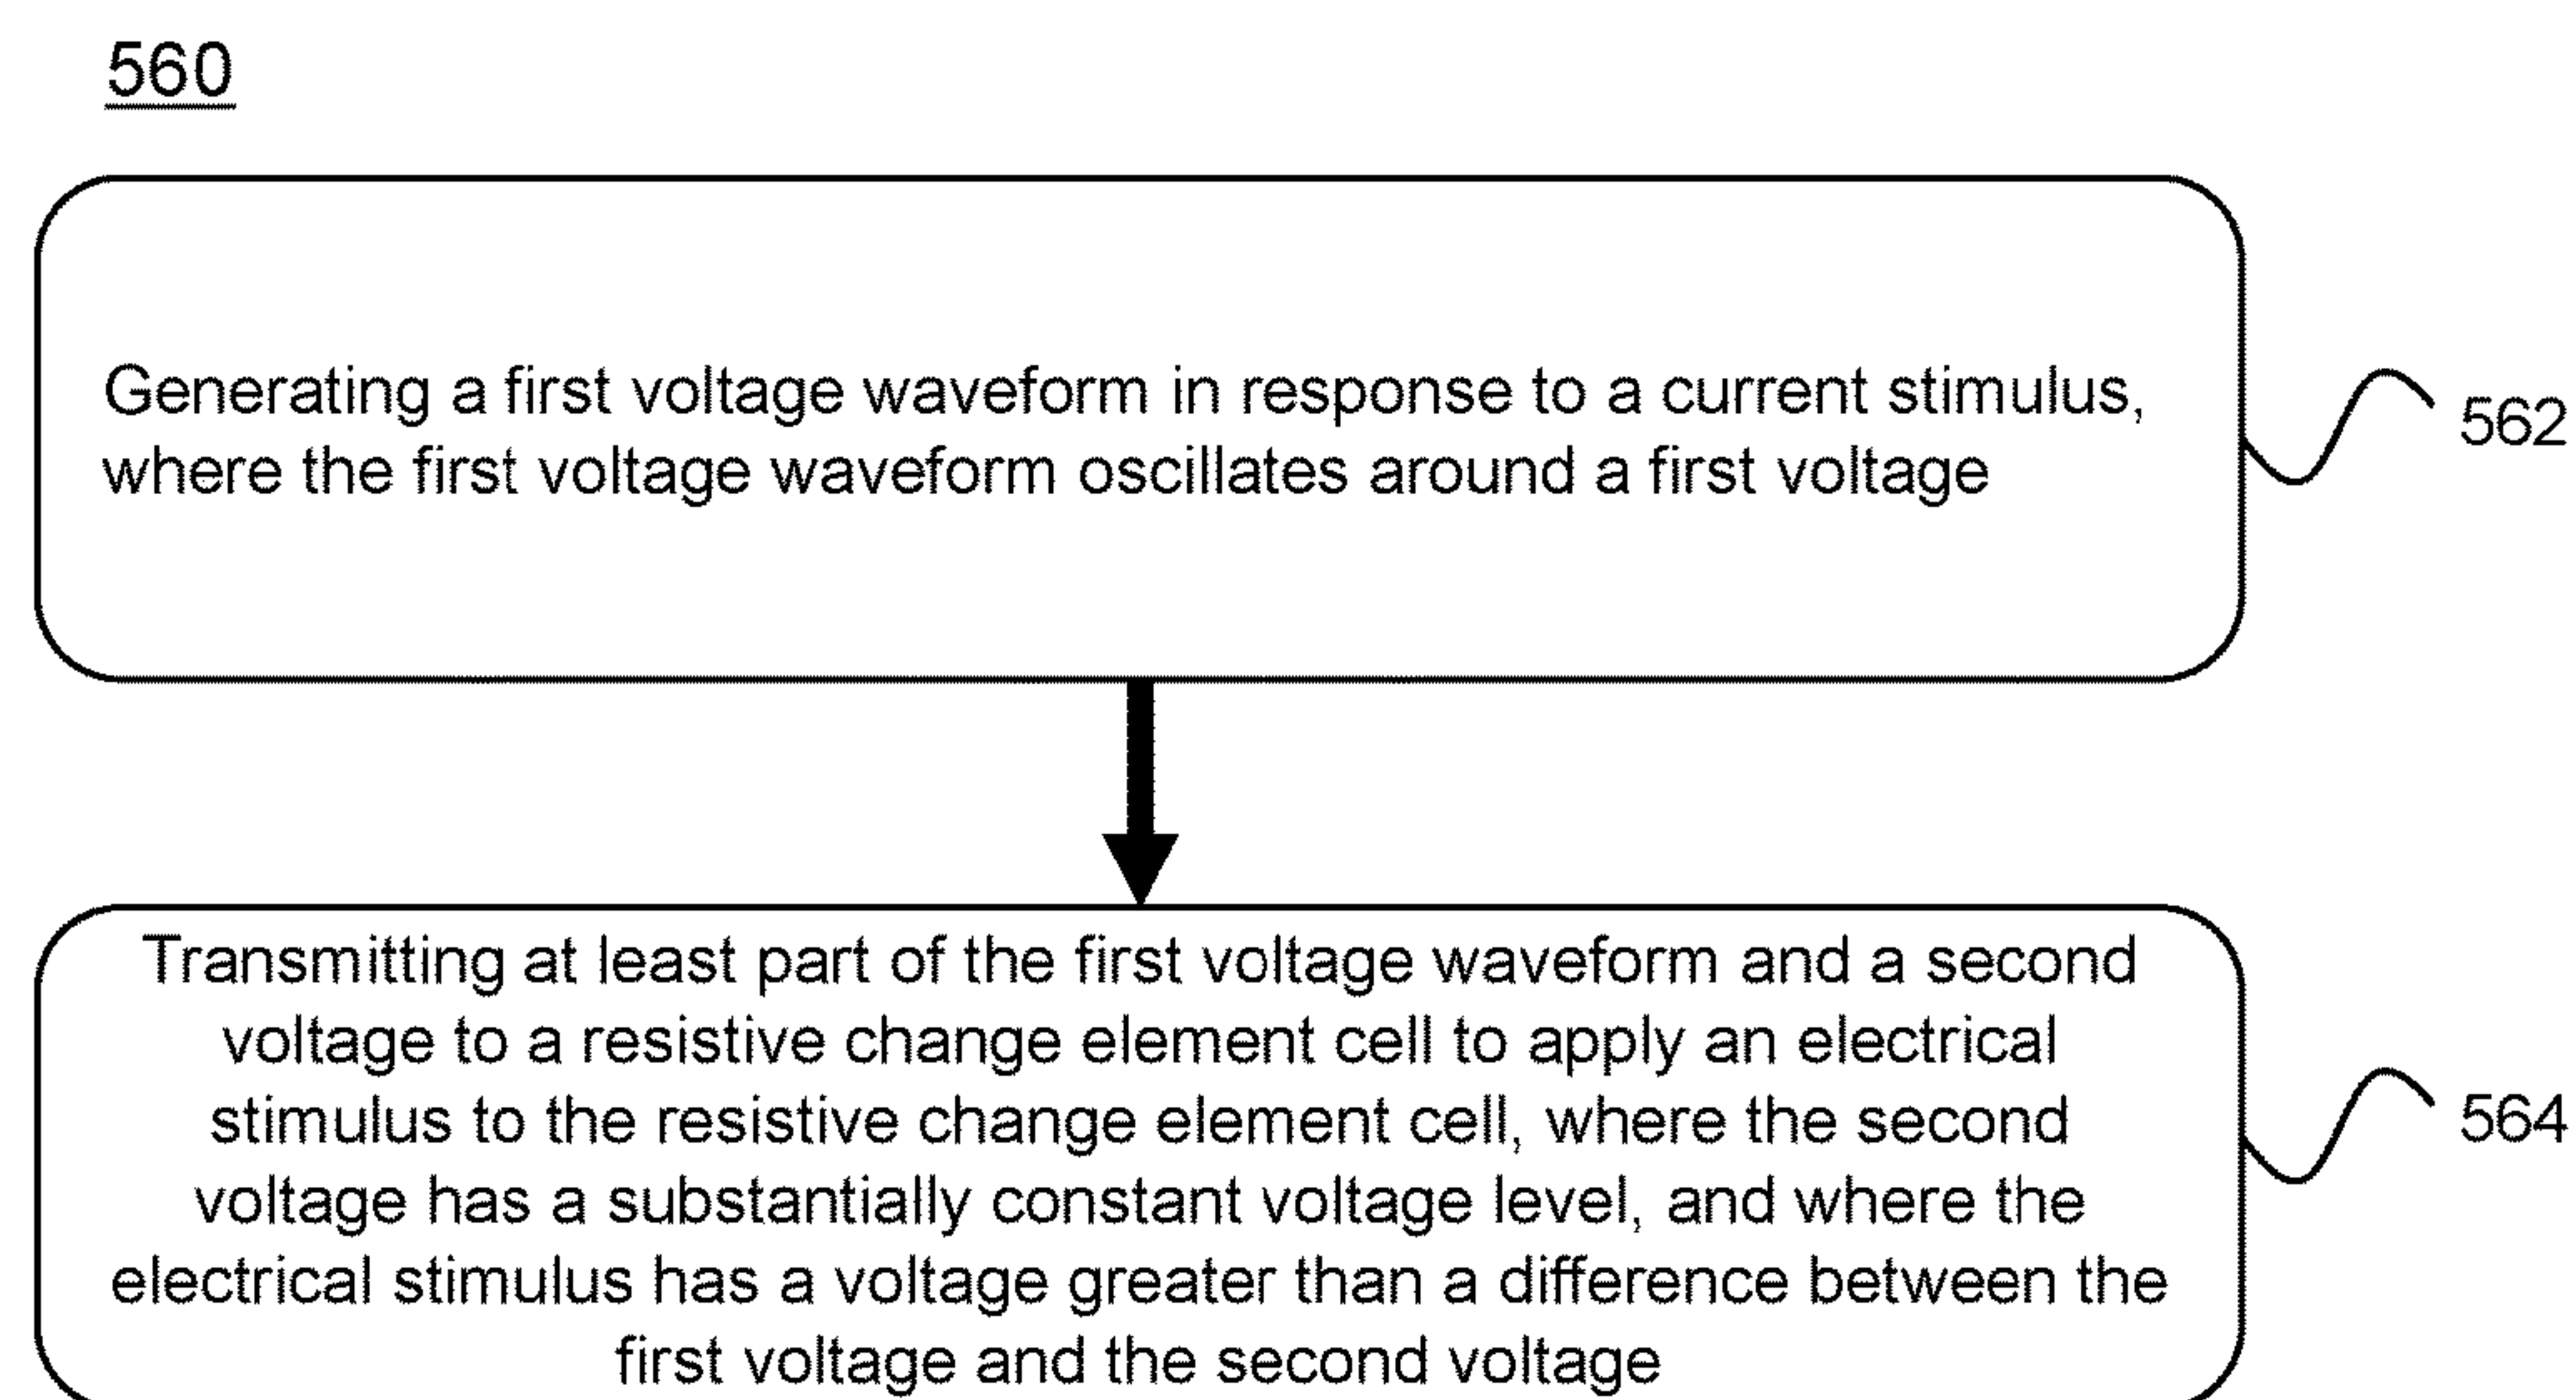 560
Generating a first voltage waveform in response to a current stimulus,
where the first voltage waveform oscillates around a first voltage
562
Transmitting at least part of the first voltage waveform and a second
voltage to a resistive change element cell to apply an electrical
stimulus to the resistive change element cell, where the second
voltage has a substantially constant voltage level, and where the
electrical stimulus has a voltage greater than a difference between the
first voltage and the second voltage
564